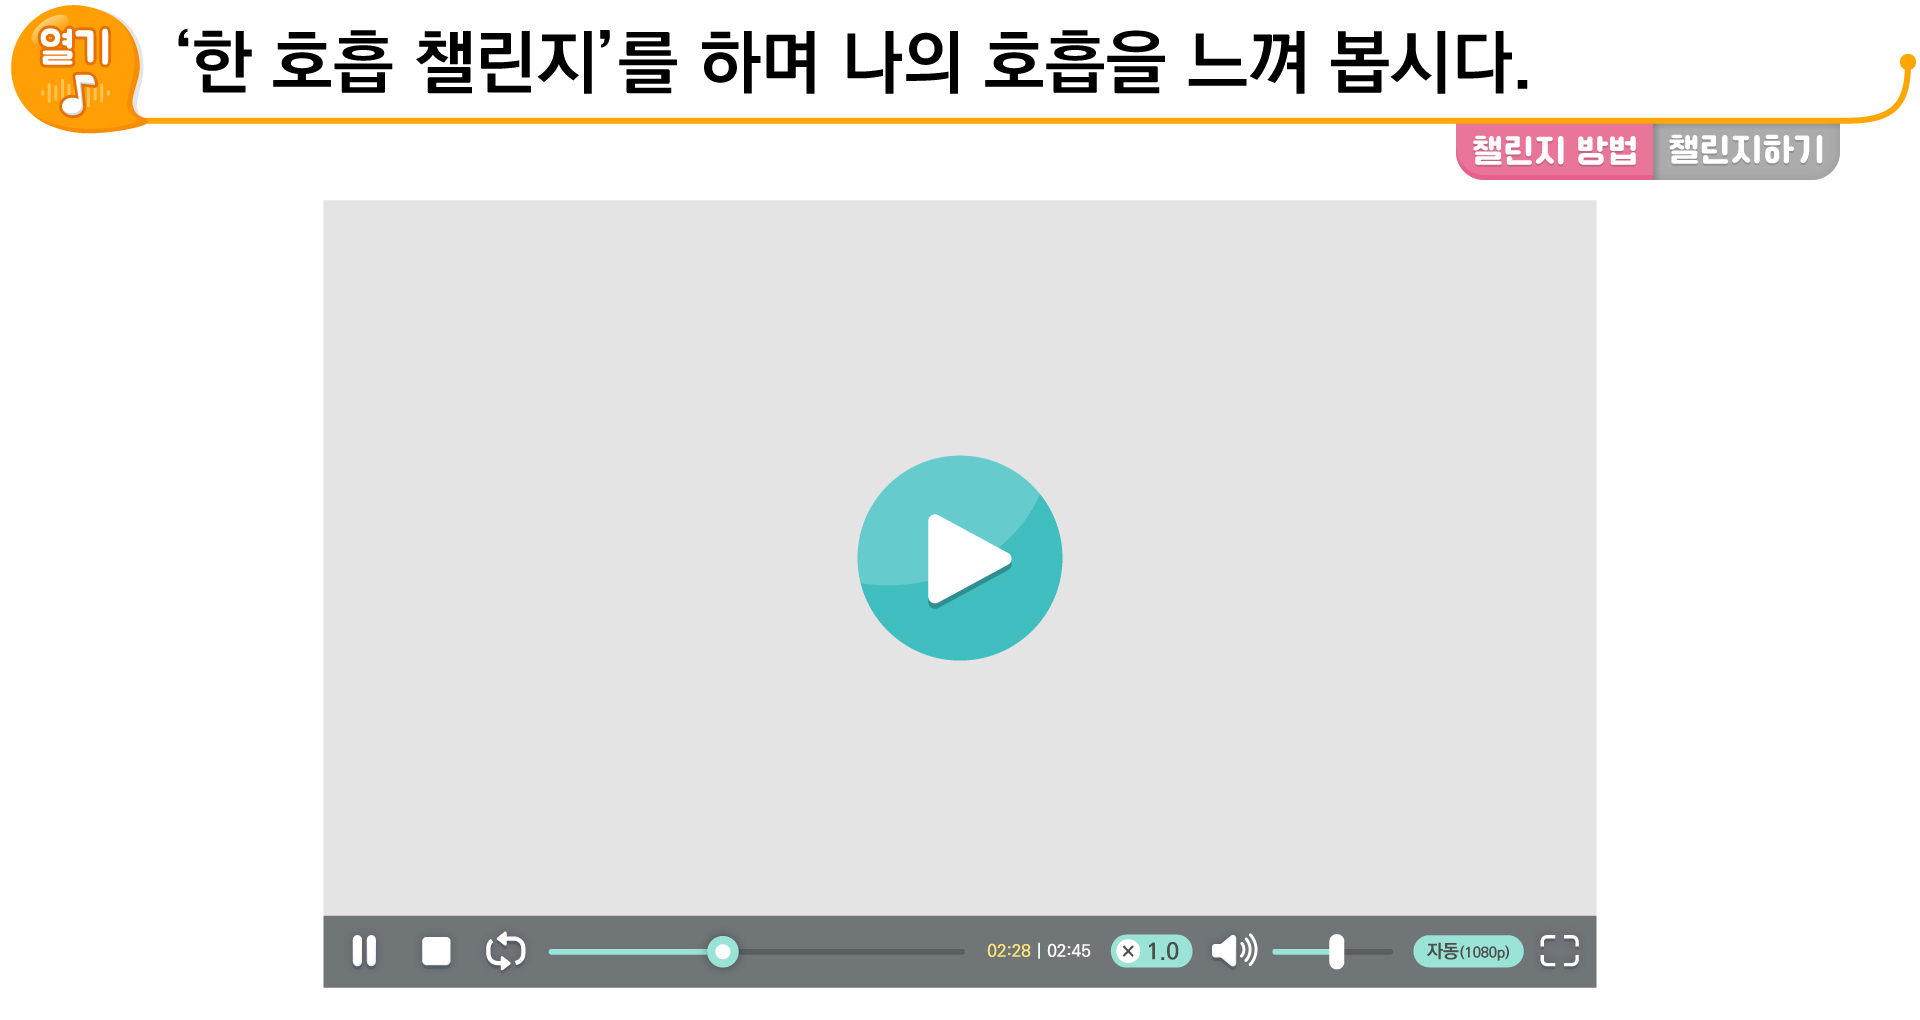 열기
‘한 호흡 챌린지’를 하며 나의 호흡을 느껴 봅시다.
챌린지 방법 챌린지하기
02:28 | 02:45 × 1.0 자동(1080p)